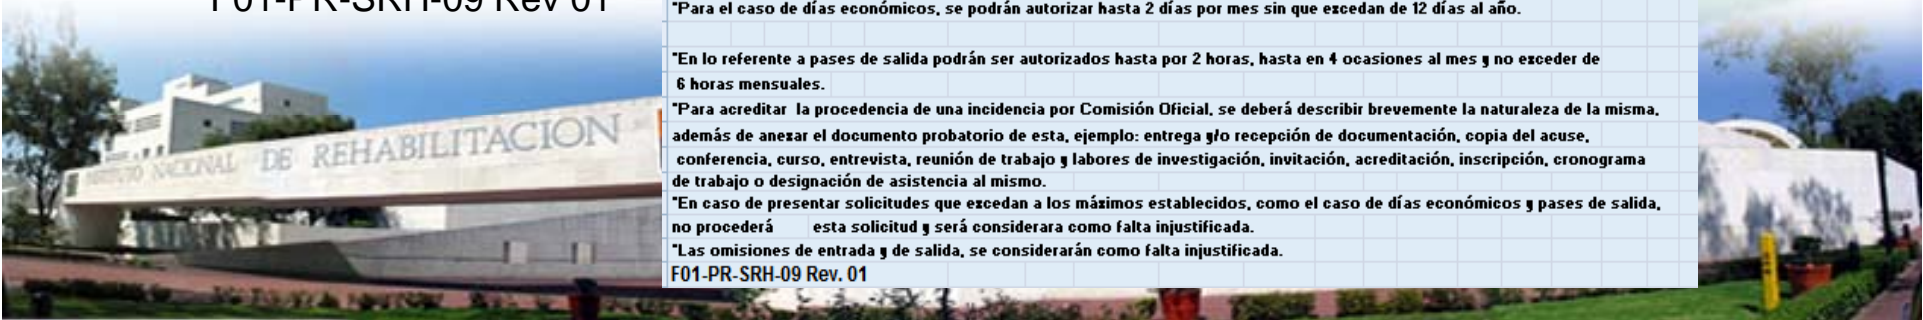 F01-PR-SRH-09 Rev 01
"Para el caso de días económicos, se podrán autorizar hasta 2 días por mes sin que excedan de 12 días al año.
"En lo referente a pases de salida podrán ser autorizados hasta por 2 horas, hasta en 4 ocasiones al mes y no exceder de
6 horas mensuales.
"Para acreditar la procedencia de una incidencia por Comisión Oficial, se deberá describir brevemente la naturaleza de la misma,
además de anexar el documento probatorio de esta, ejemplo: entrega y/o recepción de documentación, copia del acuse,
conferencia, curso, entrevista, reunión de trabajo y labores de investigación, invitación, acreditación, inscripción, cronograma
de trabajo o designación de asistencia al mismo.
"En caso de presentar solicitudes que excedan a los máximos establecidos, como el caso de días económicos y pases de salida,
no procederá esta solicitud y será considerara como falta injustificada.
"Las omisiones de entrada y de salida, se considerarán como falta injustificada.
F01-PR-SRH-09 Rev. 01
INSTITUTO NACIONAL DE REHABILITACION